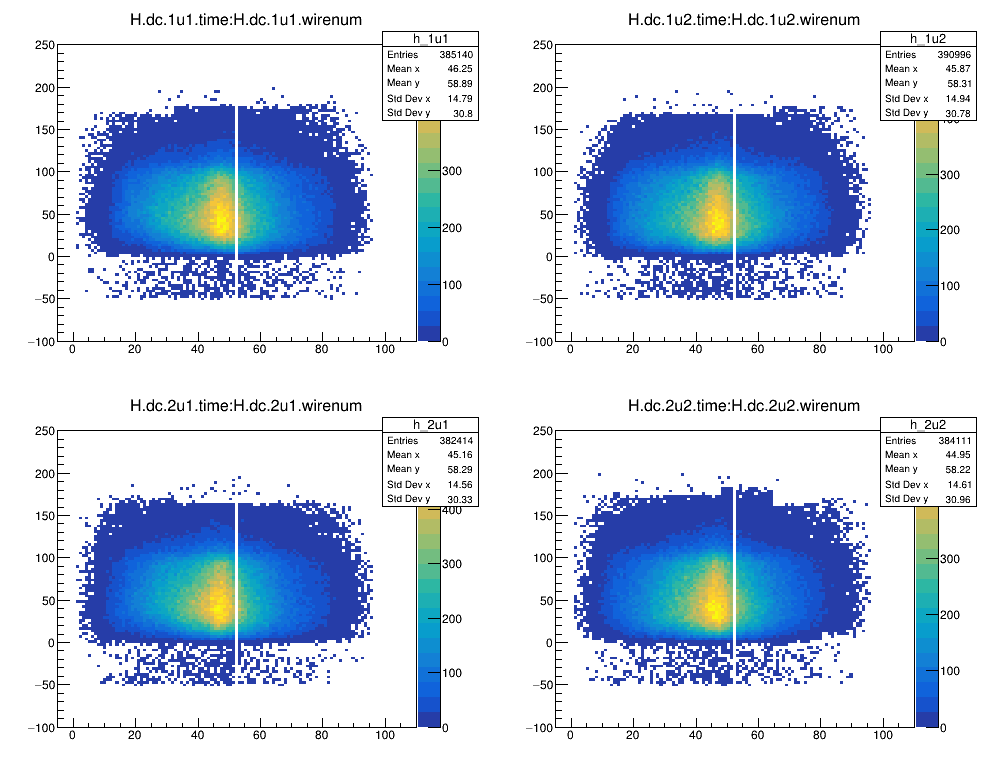 H.dc.1u1.time:H.dc.1u1.wirenum
h_1u1
Entries 385140
Mean x 46.25
Mean y 58.89
Std Dev x 14.79
Std Dev y 30.8
250
200
150
100
50
0
−50
−100
0 20 40 60 80 100
300
200
100
0
H.dc.1u2.time:H.dc.1u2.wirenum
h_1u2
Entries 390996
Mean x 45.87
Mean y 58.31
Std Dev x 14.94
Std Dev y 30.78
250
200
150
100
50
0
−50
−100
0 20 40 60 80 100
300
200
100
0
H.dc.2u1.time:H.dc.2u1.wirenum
h_2u1
Entries 382414
Mean x 45.16
Mean y 58.29
Std Dev x 14.56
Std Dev y 30.33
250
200
150
100
50
0
−50
−100
0 20 40 60 80 100
400
300
200
100
0
H.dc.2u2.time:H.dc.2u2.wirenum
h_2u2
Entries 384111
Mean x 44.95
Mean y 58.22
Std Dev x 14.61
Std Dev y 30.96
250
200
150
100
50
0
−50
−100
0 20 40 60 80 100
300
200
100
0